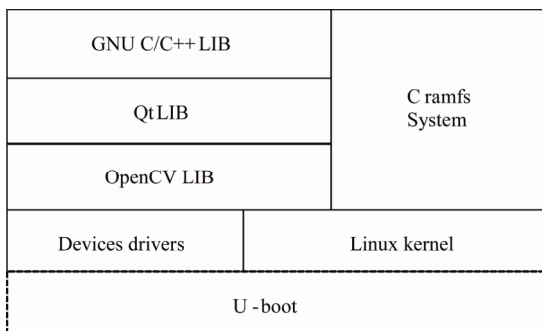 GNU C/C++ LIB
Qt LIB
OpenCV LIB
C ramfs
System
Devices drivers
Linux kernel
U -boot